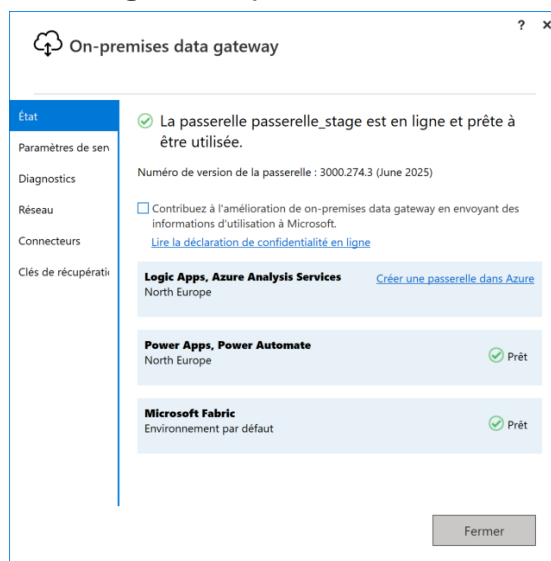 ?
×
On-premises data gateway
État
La passerelle passerelle_stage est en ligne et prête à
être utilisée.
Paramètres de serv
Diagnostics
Numéro de version de la passerelle : 3000.274.3 (June 2025)
Réseau
Contribuez à l'amélioration de on-premises data gateway en envoyant des
informations d'utilisation à Microsoft.
Connecteurs
Lire la déclaration de confidentialité en ligne
Clés de récupératio
Logic Apps, Azure Analysis Services
Créer une passerelle dans Azure
North Europe
Power Apps, Power Automate
North Europe
Prêt
Microsoft Fabric
Environnement par défaut
Prêt
Fermer